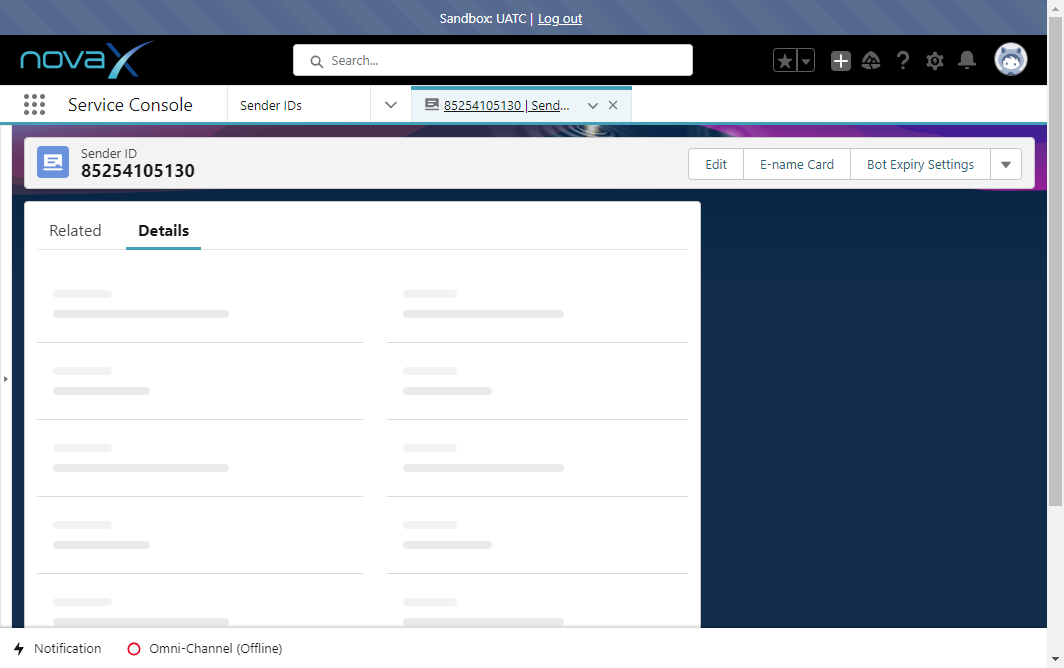 Sandbox: UATC | Log out
novaX
Search...
Service Console
Sender IDs
85254105130 | Send...
Sender ID
85254105130
Edit
E-name Card
Bot Expiry Settings
Related
Details
Notification
Omni-Channel (Offline)